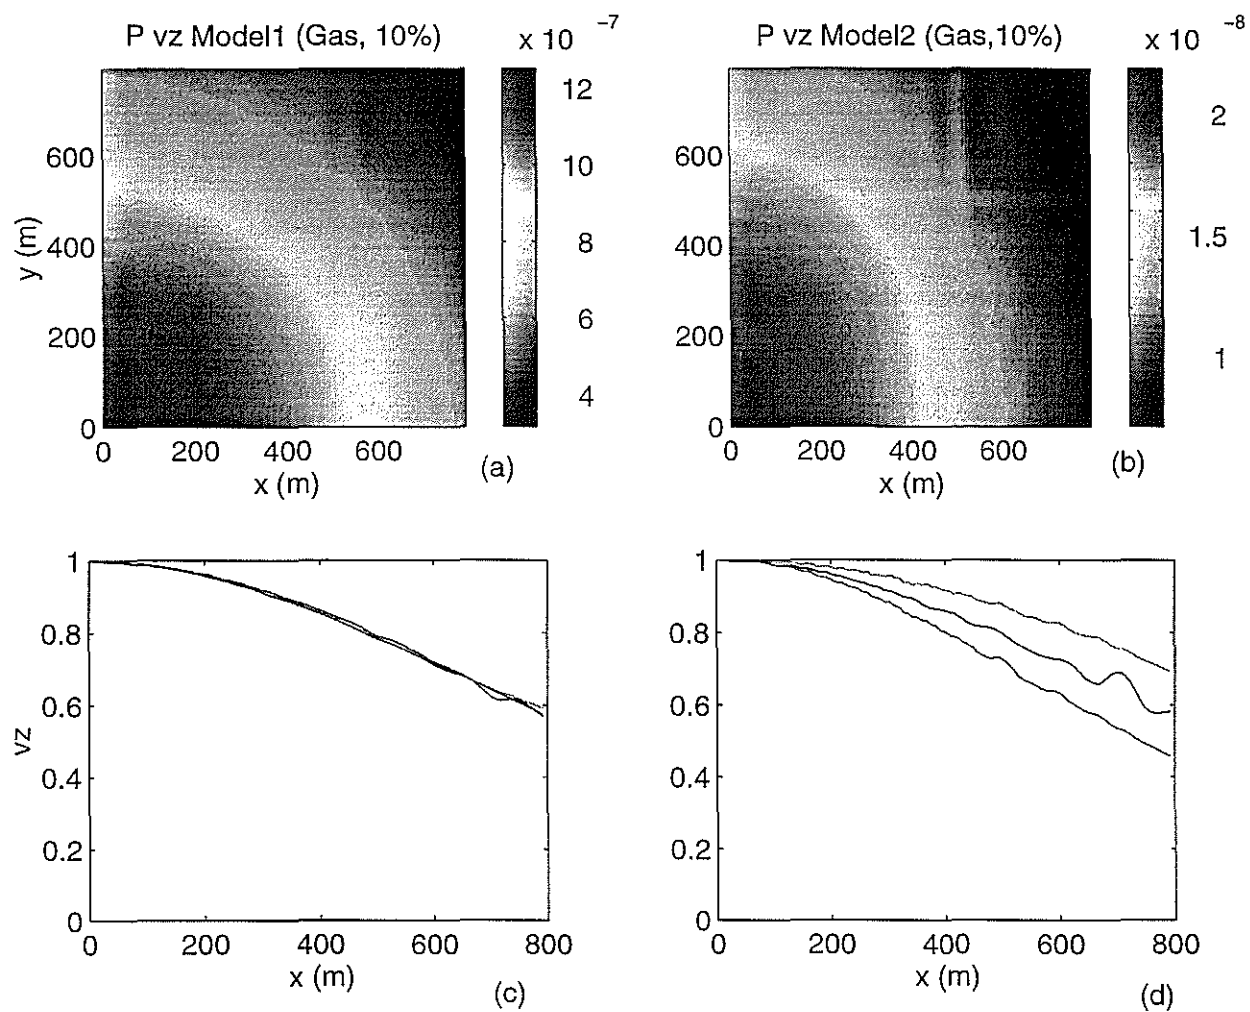 P vz Model1 (Gas, 10%)
x 10 −7
12
10
8
6
4
y (m)
600
400
200
0
0 200 400 600
x (m)
(a)
P vz Model2 (Gas,10%)
x 10 −8
2
1.5
1
600
400
200
0
0 200 400 600
x (m)
(b)
vz
1
0.8
0.6
0.4
0.2
0
0 200 400 600 800
x (m)
(c)
1
0.8
0.6
0.4
0.2
0
0 200 400 600 800
x (m)
(d)